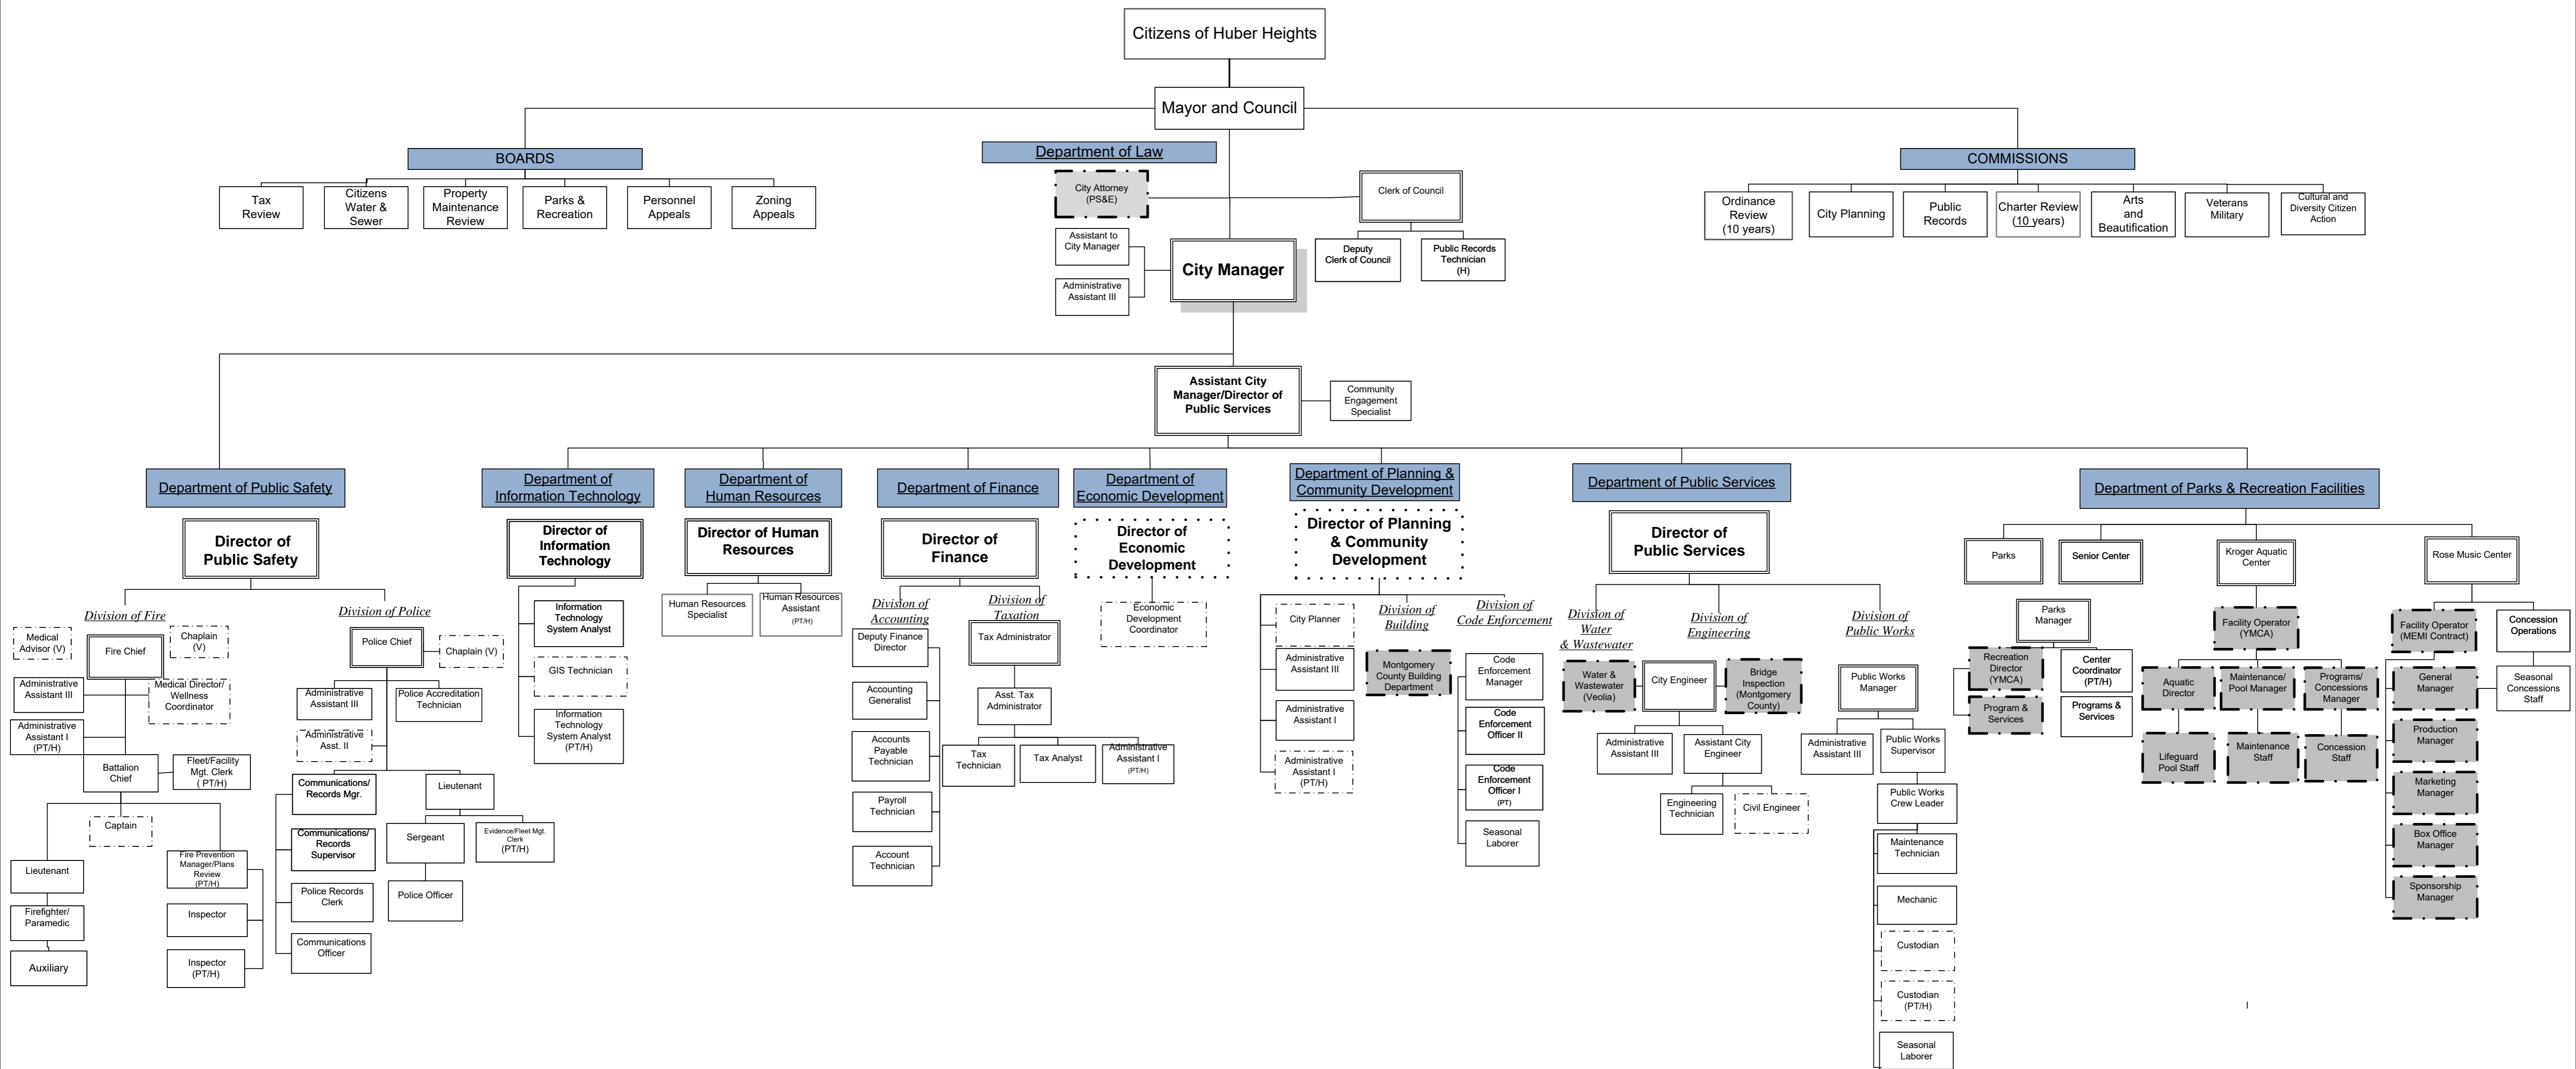 Citizens of Huber Heights
Mayor and Council
BOARDS
Tax
Review
Citizens
Water &
Sewer
Property
Maintenance
Review
Parks &
Recreation
Personnel
Appeals
Zoning
Appeals
Department of Law
City Attorney
(PS&E)
Clerk of Council
Deputy
Clerk of Council
Public Records
Technician
(H)
Assistant to
City Manager
Administrative
Assistant III
City Manager
COMMISSIONS
Ordinance
Review
(10 years)
City Planning
Public
Records
Charter Review
(10 years)
Arts
and
Beautification
Veterans
Military
Cultural and
Diversity Citizen
Action
Assistant City
Manager/Director of
Public Services
Community
Engagement
Specialist
Department of Public Safety
Director of
Public Safety
Division of Fire
Medical
Advisor (V)
Fire Chief
Chaplain
(V)
Administrative
Assistant III
Medical Director/
Wellness
Coordinator
Administrative
Assistant I
(PT/H)
Battalion
Chief
Fleet/Facility
Mgt. Clerk
( PT/H)
Captain
Lieutenant
Firefighter/
Paramedic
Auxiliary
Fire Prevention
Manager/Plans
Review
(PT/H)
Inspector
Inspector
(PT/H)
Division of Police
Police Chief
Chaplain (V)
Administrative
Assistant III
Police Accreditation
Technician
Administrative
Asst. II
Communications/
Records Mgr.
Communications/
Records
Supervisor
Police Records
Clerk
Communications
Officer
Lieutenant
Sergeant
Evidence/Fleet Mgt.
Clerk
(PT/H)
Police Officer
Department of
Information Technology
Director of
Information
Technology
Information
Technology
System Analyst
GIS Technician
Information
Technology
System Analyst
(PT/H)
Department of
Human Resources
Director of Human
Resources
Human Resources
Specialist
Human Resources
Assistant
(PT/H)
Department of Finance
Director of
Finance
Division of
Accounting
Deputy Finance
Director
Accounting
Generalist
Accounts
Payable
Technician
Payroll
Technician
Account
Technician
Division of
Taxation
Tax Administrator
Asst. Tax
Administrator
Tax
Technician
Tax Analyst
Administrative
Assistant I
(PT/H)
Department of
Economic Development
Director of
Economic
Development
Economic
Development
Coordinator
Department of Planning &
Community Development
Director of Planning
& Community
Development
City Planner
Administrative
Assistant III
Administrative
Assistant I
Administrative
Assistant I
(PT/H)
Division of
Building
Montgomery
County Building
Department
Division of
Code Enforcement
Code
Enforcement
Manager
Code
Enforcement
Officer II
Code
Enforcement
Officer I
(PT)
Seasonal
Laborer
Department of Public Services
Director of
Public Services
Division of
Water
& Wastewater
Water &
Wastewater
(Veolia)
Division of
Engineering
City Engineer
Bridge
Inspection
(Montgomery
County)
Administrative
Assistant III
Assistant City
Engineer
Engineering
Technician
Civil Engineer
Division of
Public Works
Public Works
Manager
Administrative
Assistant III
Public Works
Supervisor
Public Works
Crew Leader
Maintenance
Technician
Mechanic
Custodian
Custodian
(PT/H)
Seasonal
Laborer
Department of Parks & Recreation Facilities
Parks
Senior Center
Kroger Aquatic
Center
Rose Music Center
Parks
Manager
Recreation
Director
(YMCA)
Program &
Services
Center
Coordinator
(PT/H)
Programs &
Services
Facility Operator
(YMCA)
Aquatic
Director
Maintenance/
Pool Manager
Programs/
Concessions
Manager
Lifeguard
Pool Staff
Maintenance
Staff
Concession
Staff
Facility Operator
(MEMI Contract)
General
Manager
Production
Manager
Marketing
Manager
Box Office
Manager
Sponsorship
Manager
Concession
Operations
Seasonal
Concessions
Staff